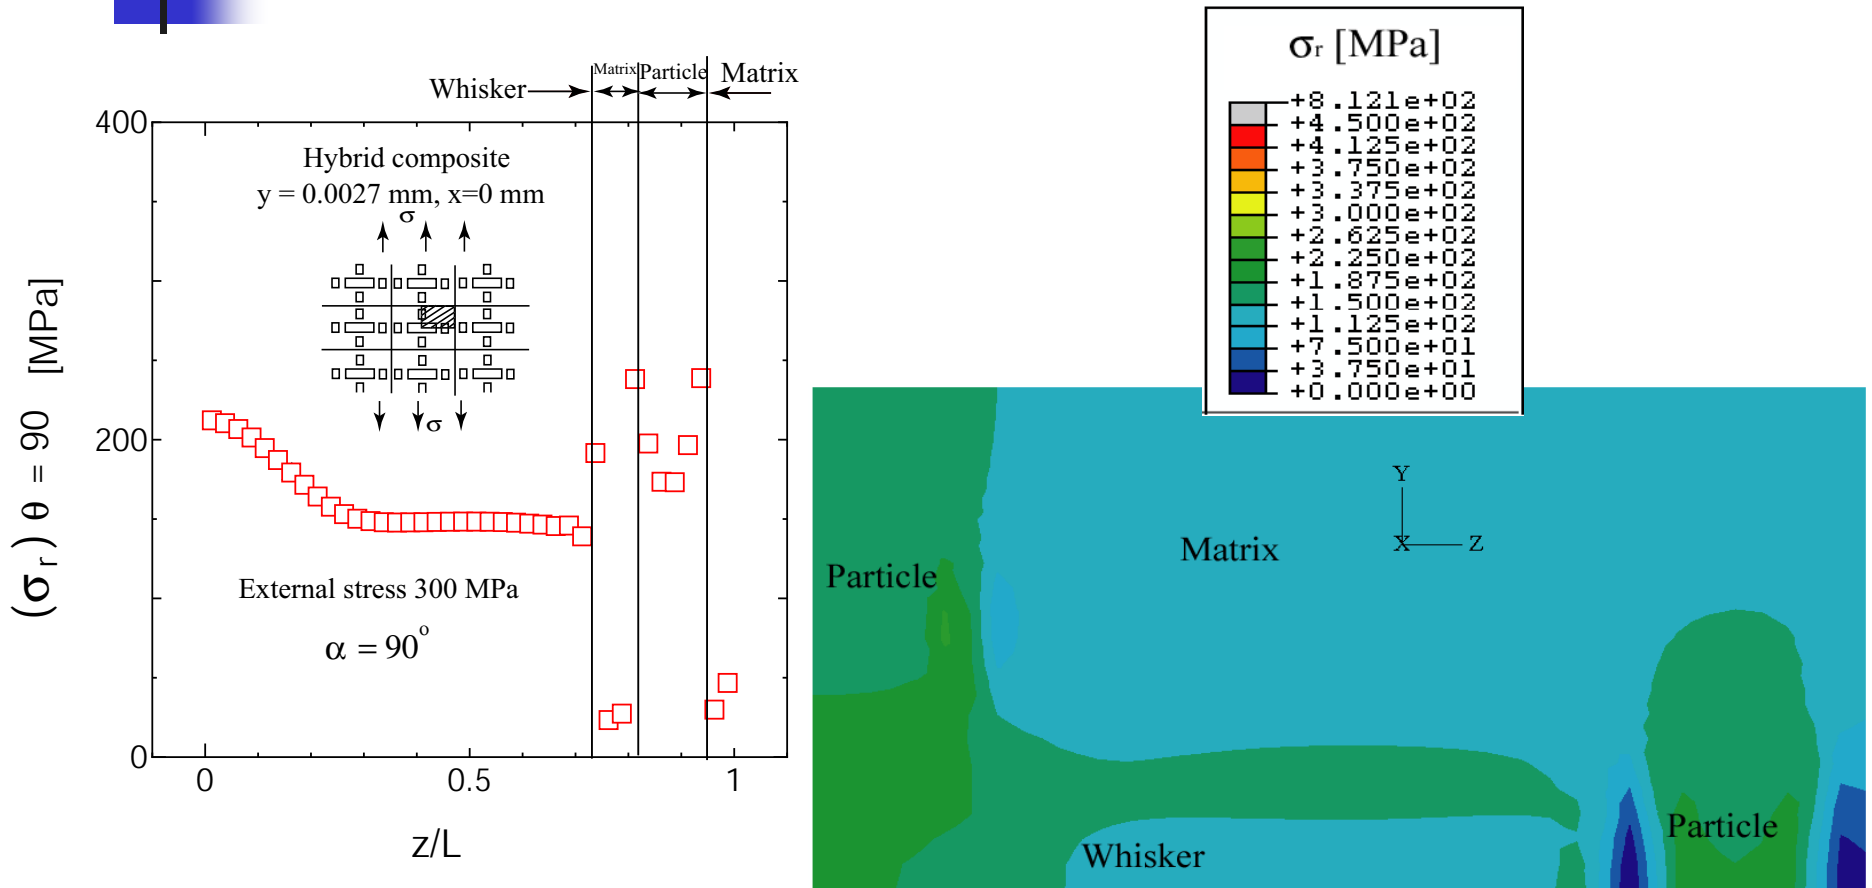 Whisker
Matrix
Particle
Matrix
400
200
0
0
0.5
1
z/L
(σr) θ = 90 [MPa]
Hybrid composite
y = 0.0027 mm, x=0 mm
σ
σ
External stress 300 MPa
α = 90°
σr [MPa]
+8.121e+02
+4.500e+02
+4.125e+02
+3.750e+02
+3.375e+02
+3.000e+02
+2.625e+02
+2.250e+02
+1.875e+02
+1.500e+02
+1.125e+02
+7.500e+01
+3.750e+01
+0.000e+00
Y
X
Z
Matrix
Particle
Particle
Whisker